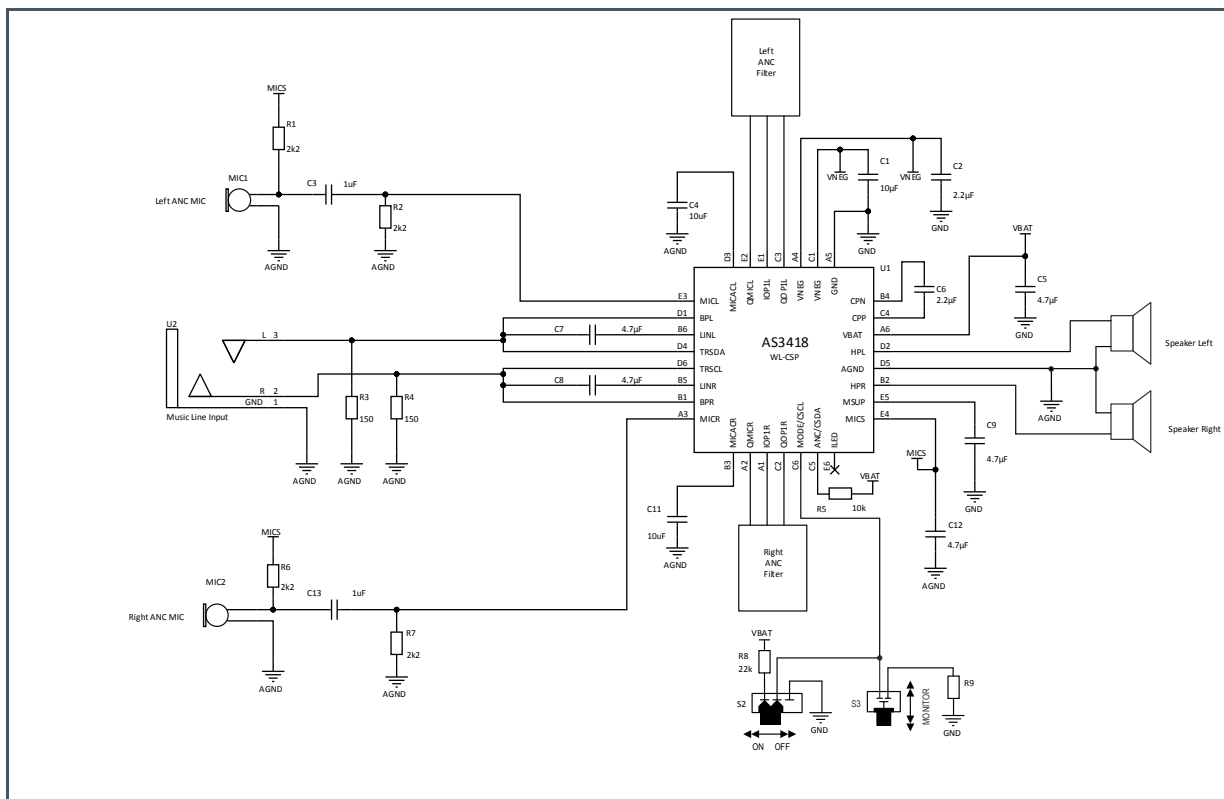 Left
ANC
Filter
MICS
R1
2k2
MIC1
Left ANC MIC
C3
1uF
R2
2k2
AGND
AGND
C4
10uF
AGND
VNEG
C1
10µF
GND
VNEG
C2
2.2µF
GND
VBAT
C5
4.7µF
GND
D3
E2
E1
C3
A4
C1
A5
U1
MICACL
QMICL
IOP1L
QOP1L
VNEG
VNEG
GND
AS3418
WL-CSP
E3
MICL
D1
BPL
B6
LINL
D4
TRSDA
D6
TRSCL
B5
LINR
B1
BPR
A3
MICR
CPN
B4
CPP
C4
VBAT
A6
HPL
D2
AGND
D5
HPR
B2
MSUP
E5
MICS
E4
C6
2.2µF
Speaker Left
Speaker Right
AGND
U2
L 3
R 2
GND 1
Music Line Input
C7
4.7µF
C8
4.7µF
R3
150
R4
150
AGND
AGND
AGND
MICACR
QMICR
IOP1R
QOP1R
MODE/CSCL
ANC/CSDA
ILED
B3
A2
A1
C2
C6
C5
E6
C11
10uF
AGND
VBAT
R5
10k
MICS
C9
4.7µF
GND
C12
4.7µF
AGND
Right
ANC
Filter
MICS
R6
2k2
MIC2
Right ANC MIC
C13
1uF
R7
2k2
AGND
AGND
VBAT
R8
22k
S2
ON OFF
GND
S3
MONITOR
R9
GND